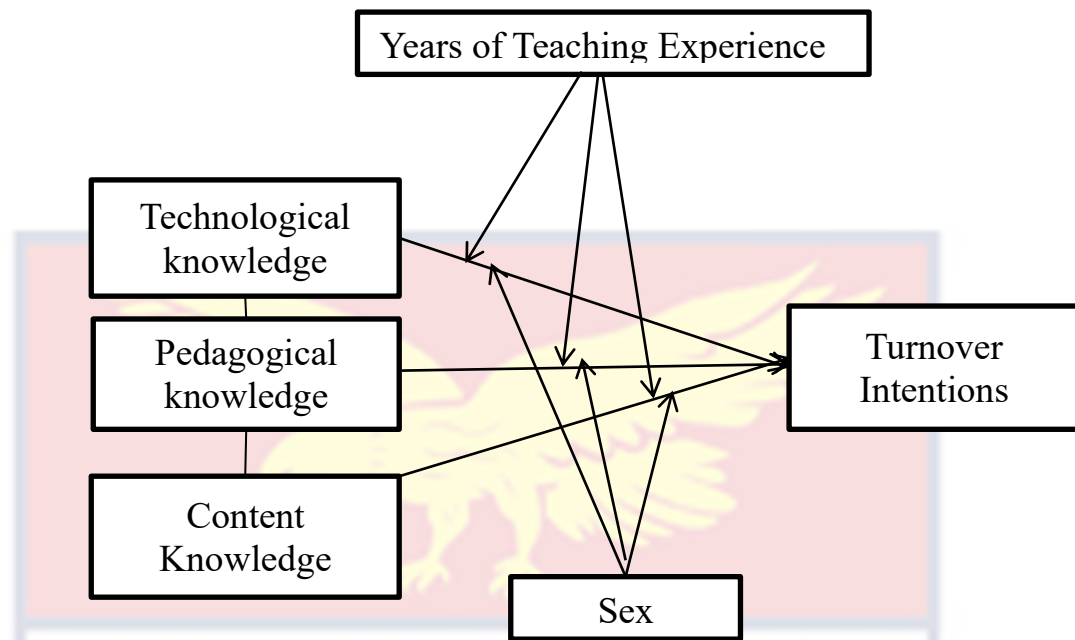 Years of Teaching Experience
Technological
knowledge
Pedagogical
knowledge
Turnover
Intentions
Content
Knowledge
Sex